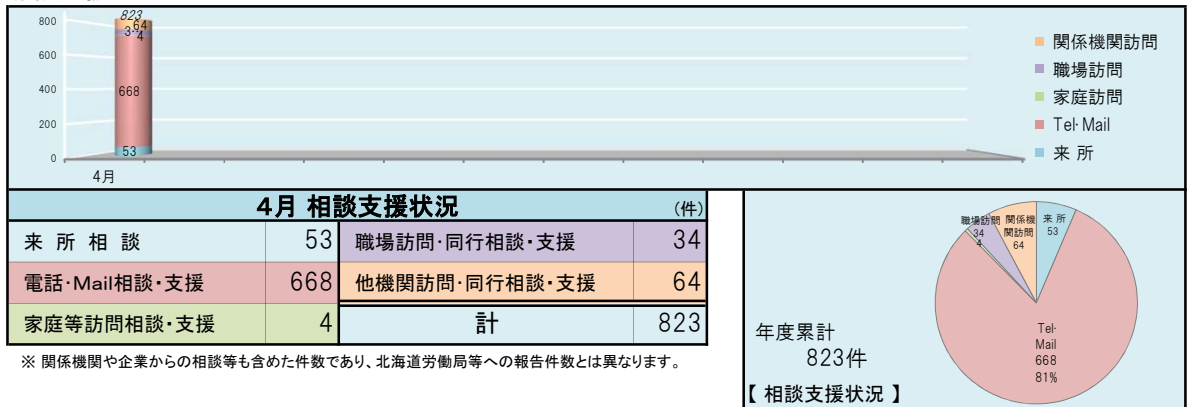 800
600
400
200
0
823
64
3
4
668
53
4月
関係機関訪問
職場訪問
家庭訪問
Tel･Mail
来 所
4月 相談支援状況 (件)
来 所 相 談 53 職場訪問･同行相談･支援 34
電話･Mail相談･支援 668 他機関訪問･同行相談･支援 64
家庭等訪問相談･支援 4 計 823
※ 関係機関や企業からの相談等も含めた件数であり、北海道労働局等への報告件数とは異なります。
職場訪問
34
4
関係機
関訪問
64
来 所
53
Tel･
Mail
668
81%
年度累計
823件
【 相談支援状況 】